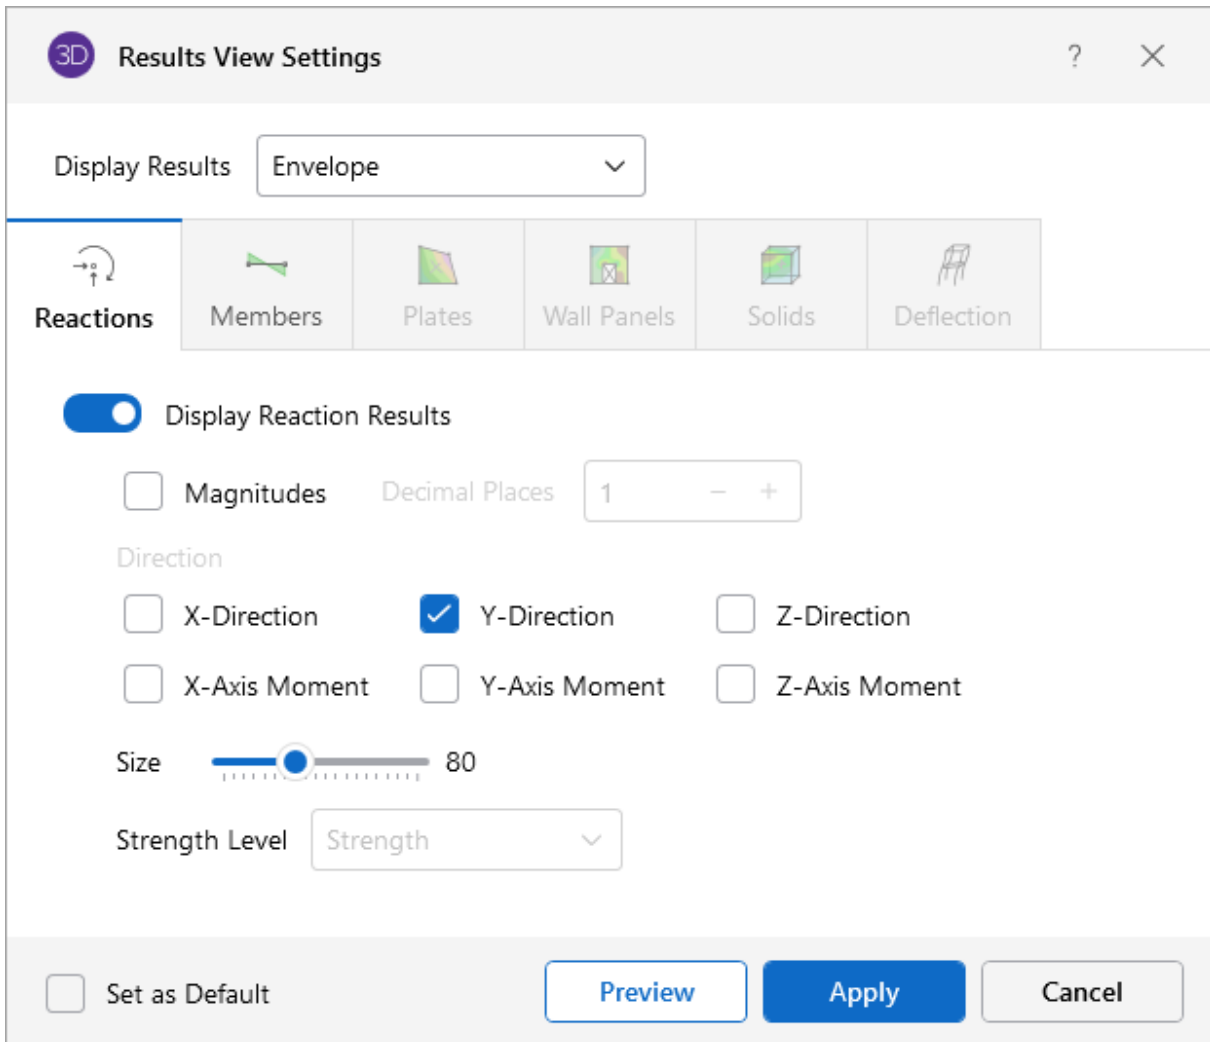 3D Results View Settings ?
Display Results Envelope
Reactions Members Plates Wall Panels Solids Deflection
Display Reaction Results
Magnitudes Decimal Places 1 − +
Direction
X-Direction Y-Direction Z-Direction
X-Axis Moment Y-Axis Moment Z-Axis Moment
Size 80
Strength Level Strength
Set as Default Preview Apply Cancel